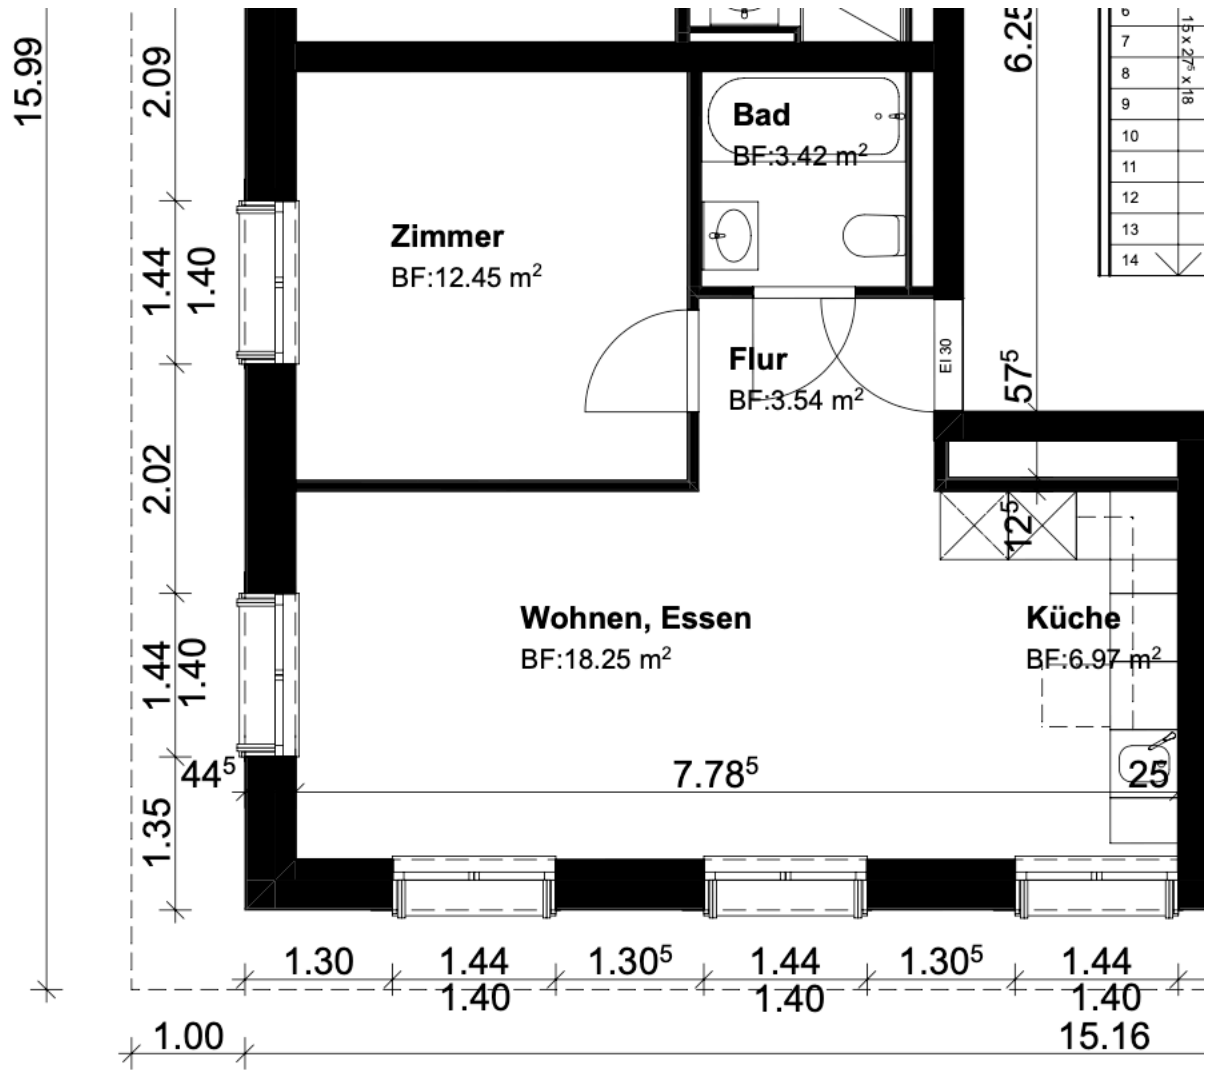 15.99
2.09
1.44
1.40
2.02
1.44
1.40
1.35
6.25
6
7
8
9
10
11
12
13
14
15 x 27⁵ x 18
Bad
BF:3.42 m²
Zimmer
BF:12.45 m²
Flur
BF:3.54 m²
EI 30
57⁵
12⁵
Wohnen, Essen
BF:18.25 m²
Küche
BF:6.97 m²
44⁵
7.78⁵
25
1.30
1.44
1.30⁵
1.44
1.30⁵
1.44
1.40
1.40
1.40
1.00
15.16